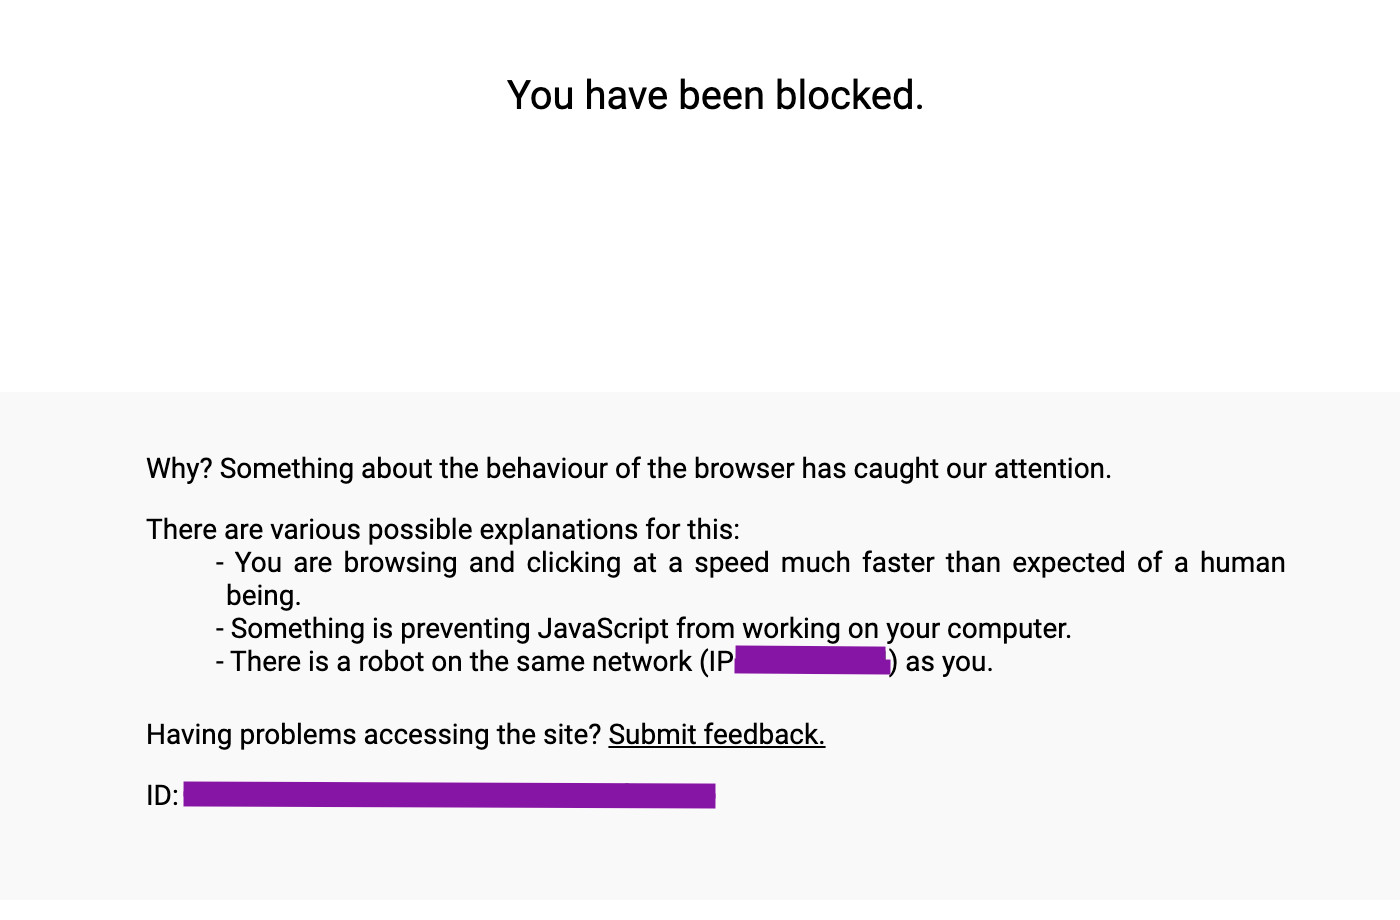 You have been blocked.
Why? Something about the behaviour of the browser has caught our attention.
There are various possible explanations for this:
- You are browsing and clicking at a speed much faster than expected of a human
being.
- Something is preventing JavaScript from working on your computer.
- There is a robot on the same network (IP ) as you.
Having problems accessing the site? Submit feedback.
ID: